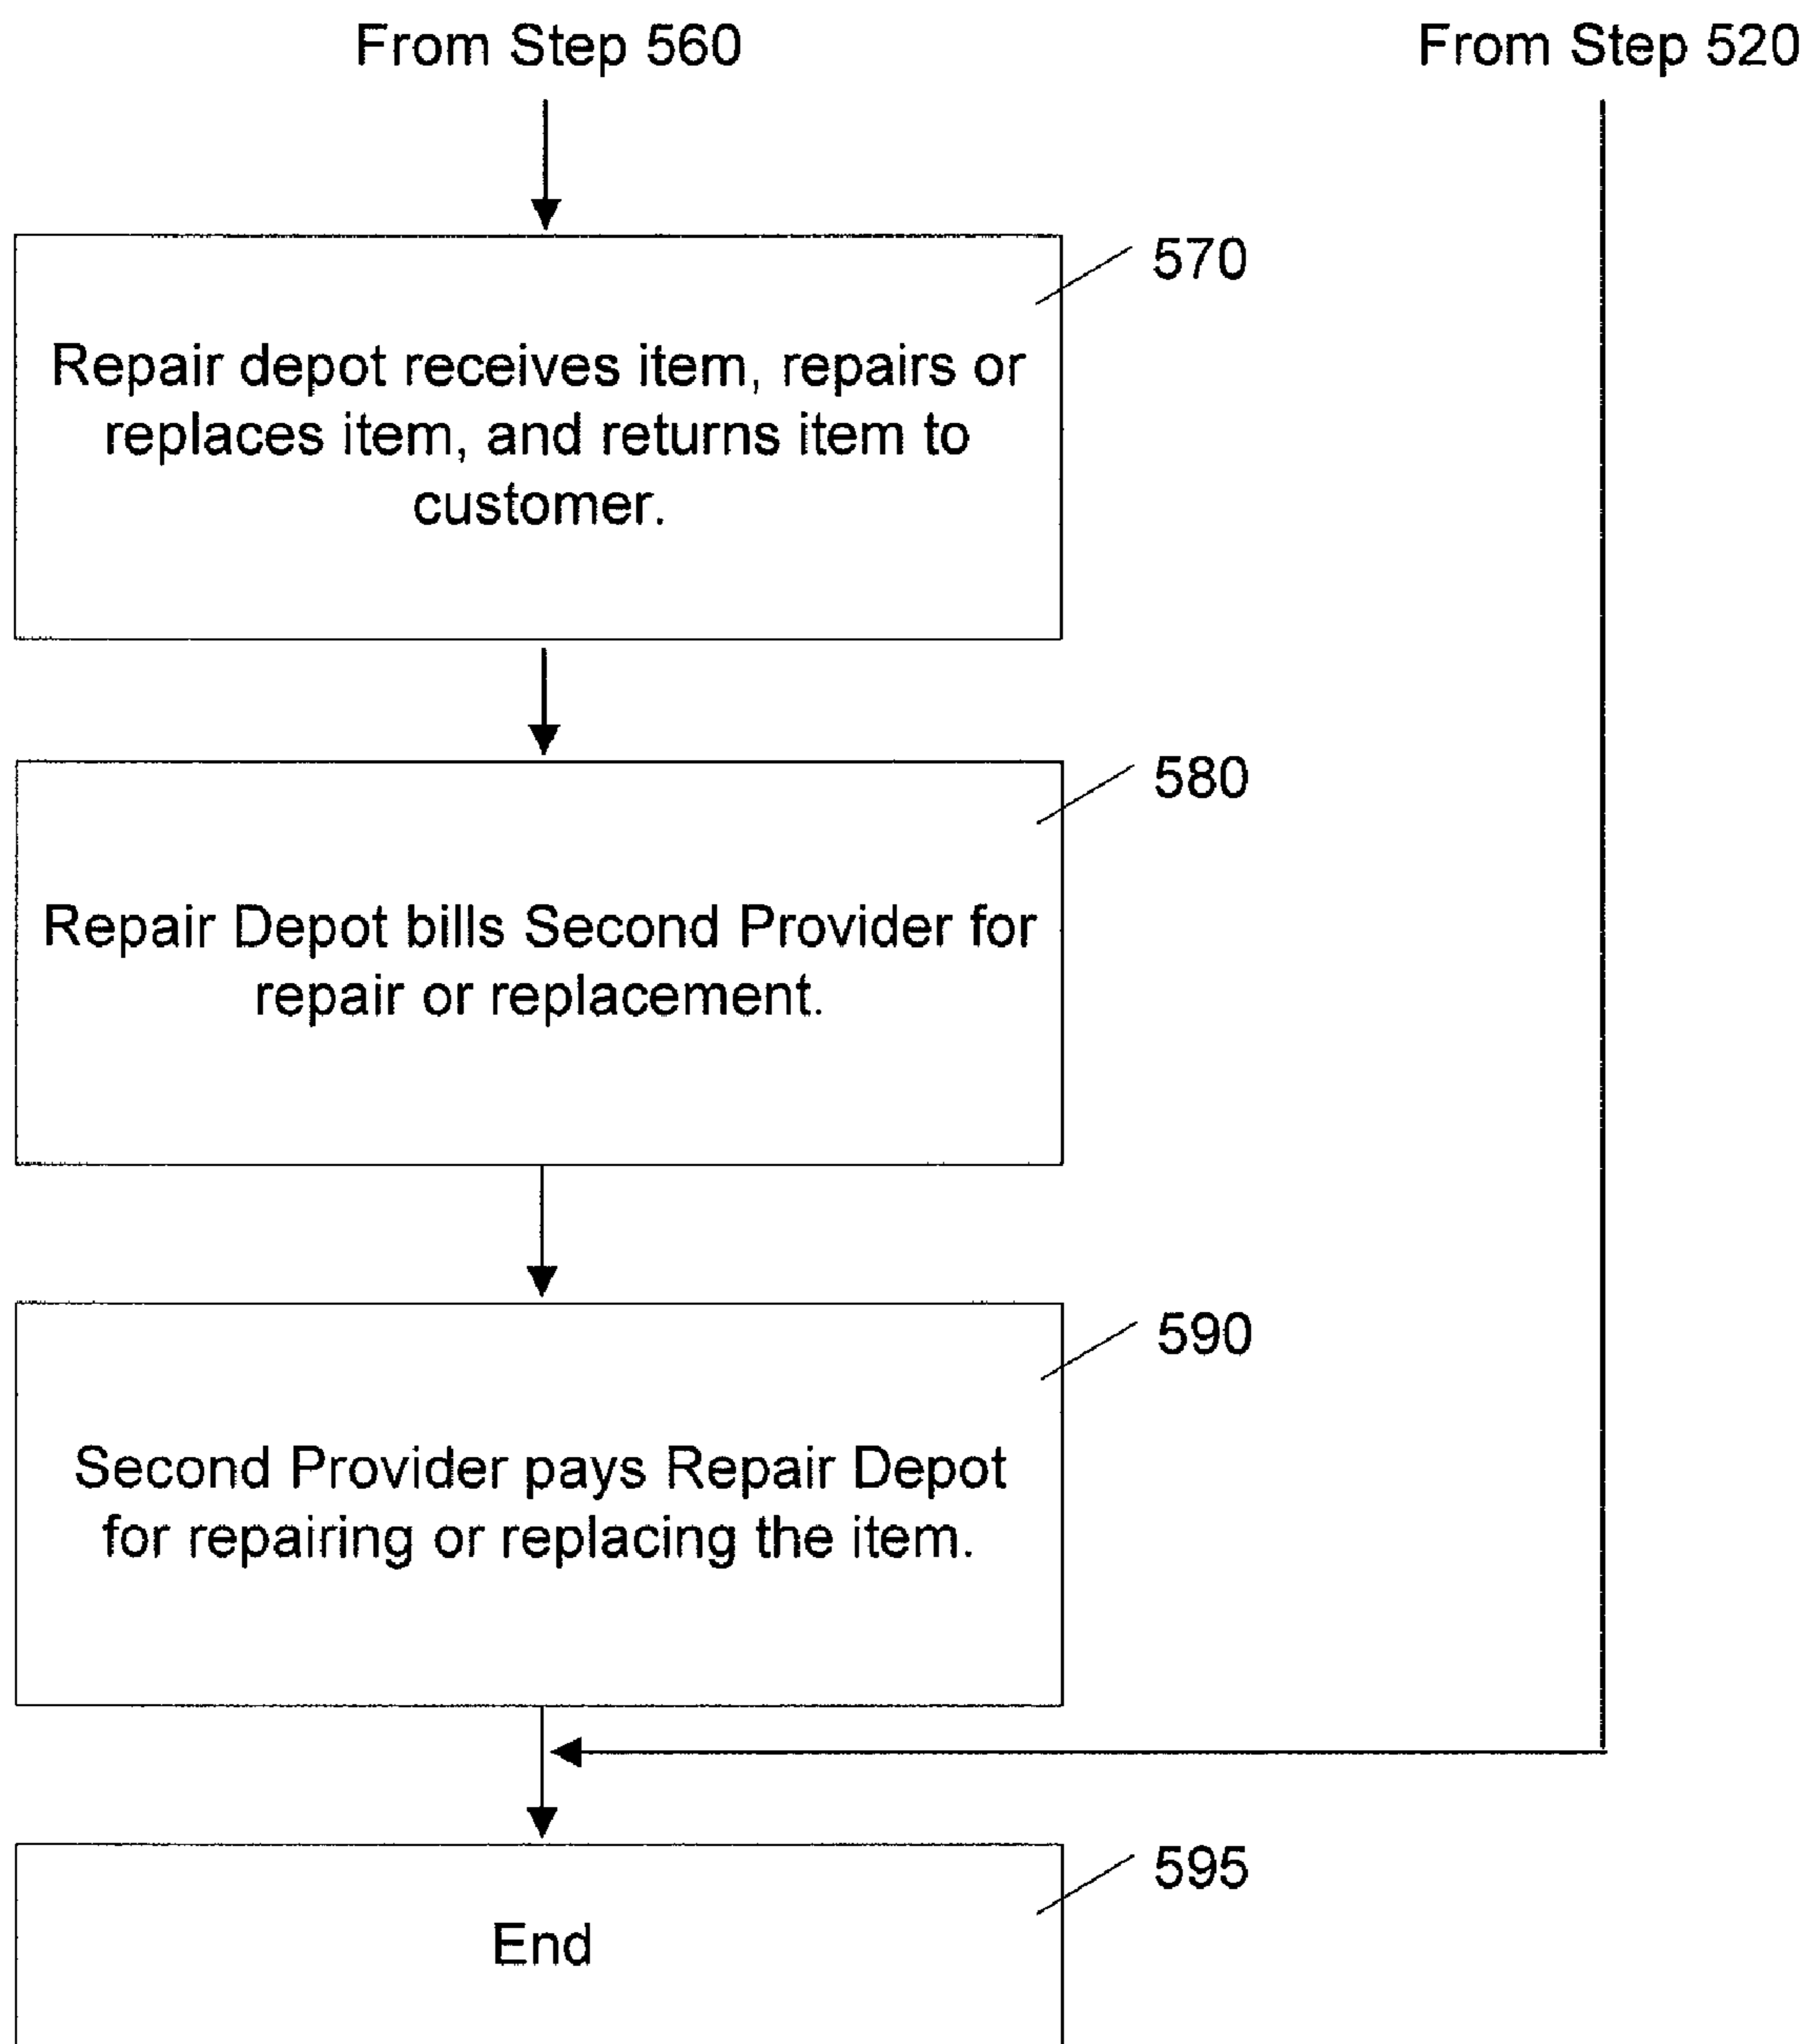 From Step 560
From Step 520
570
Repair depot receives item, repairs or
replaces item, and returns item to
customer.
580
Repair Depot bills Second Provider for
repair or replacement.
590
Second Provider pays Repair Depot
for repairing or replacing the item.
595
End